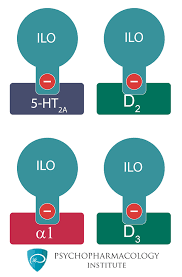 ILO ILO
5-HT2A D2
ILO ILO
α1 D3
PSYCHOPHARMACOLOGY
INSTITUTE